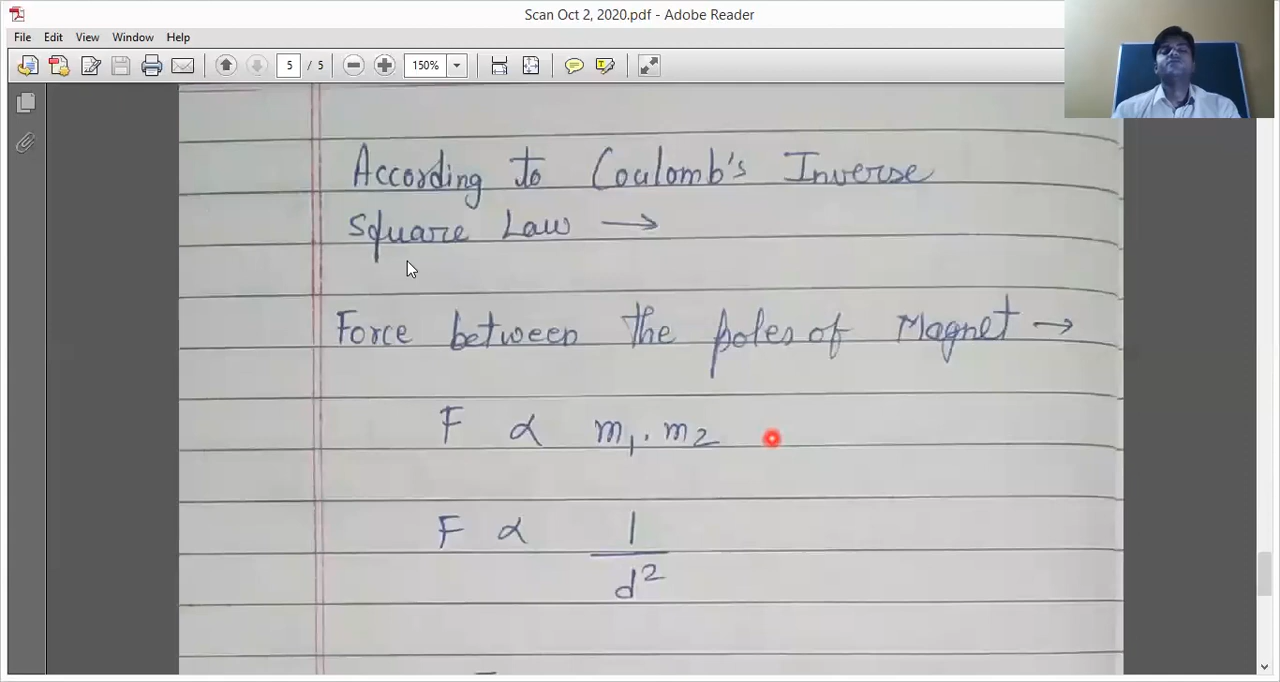 Scan Oct 2, 2020.pdf - Adobe Reader
File Edit View Window Help
5 / 5 150%
According to Coulomb's Inverse
Square Law →
Force between the poles of Magnet →
F ∝ m₁. m₂
F ∝ 1/d²